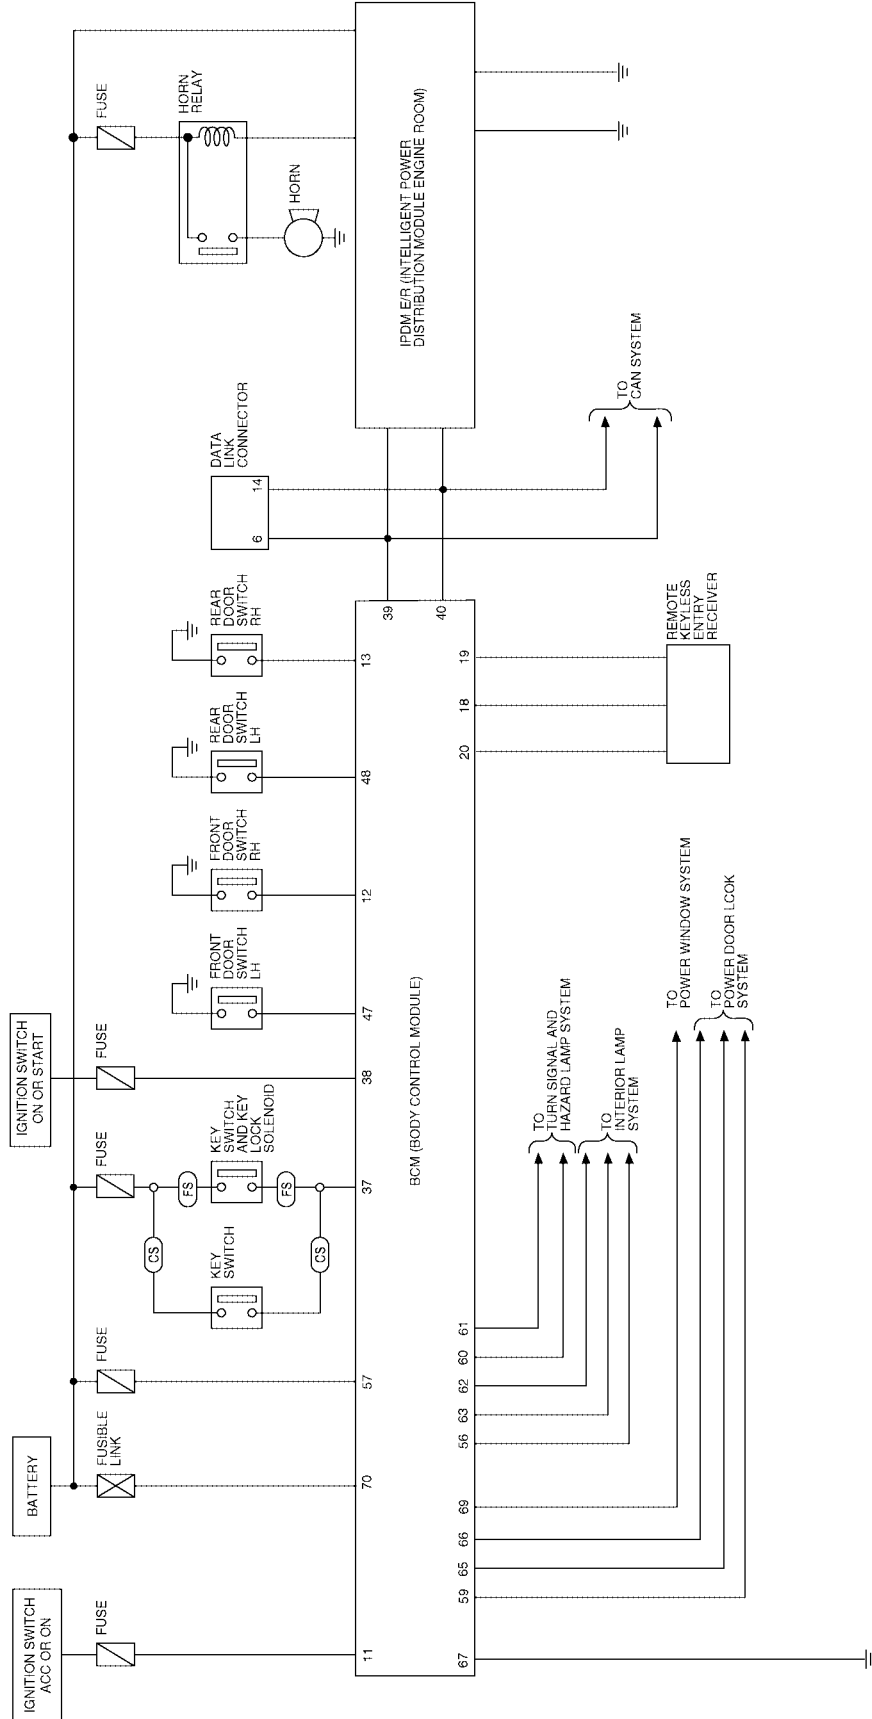 IGNITION SWITCH
ACC OR ON
FUSE
11
BATTERY
FUSIBLE
LINK
70
FUSE
57
KEY
SWITCH
CS
CS
FUSE
FS
KEY
SWITCH
AND KEY
LOCK
SOLENOID
FS
37
IGNITION SWITCH
ON OR START
FUSE
38
FRONT
DOOR
SWITCH
LH
47
FRONT
DOOR
SWITCH
RH
12
REAR
DOOR
SWITCH
LH
48
REAR
DOOR
SWITCH
RH
13
DATA
LINK
CONNECTOR
6
14
39
40
FUSE
HORN
RELAY
HORN
IPDM E/R (INTELLIGENT POWER
DISTRIBUTION MODULE ENGINE ROOM)
TO
CAN SYSTEM
BCM (BODY CONTROL MODULE)
67
59
65
66
69
56
63
62
60
61
20
18
19
TO
TURN SIGNAL AND
HAZARD LAMP SYSTEM
TO
INTERIOR LAMP
SYSTEM
TO
POWER WINDOW SYSTEM
TO
POWER DOOR LCOK
SYSTEM
REMOTE
KEYLESS
ENTRY
RECEIVER